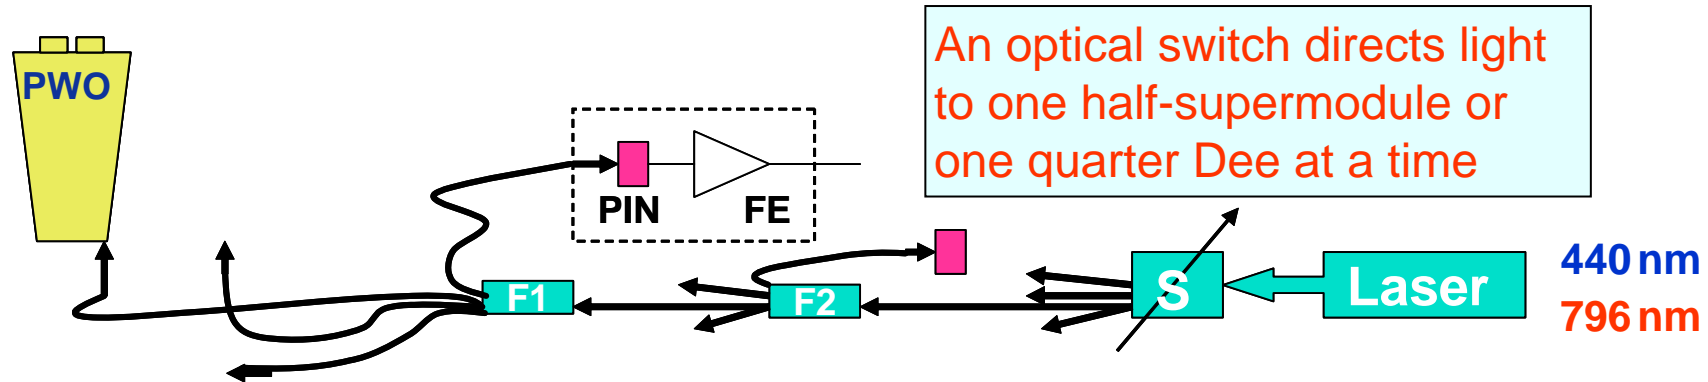 An optical switch directs light
to one half-supermodule or
one quarter Dee at a time
PWO
PIN
FE
F1
F2
S
Laser
440 nm
796 nm